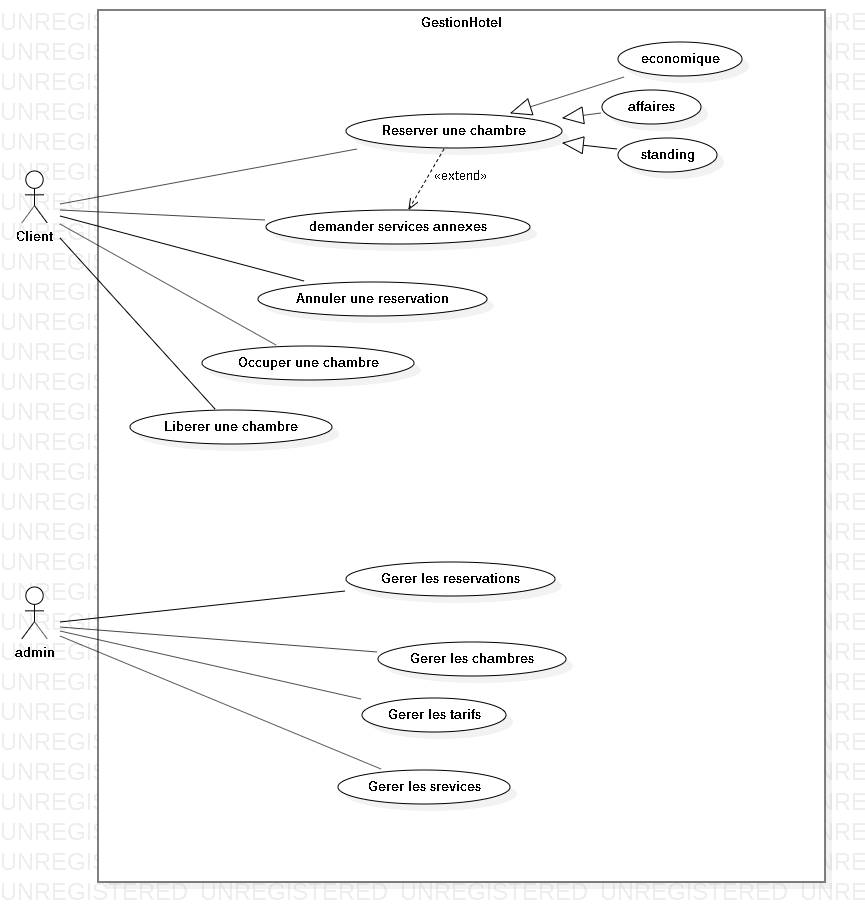 GestionHotel
economique
affaires
Reserver une chambre
standing
«extend»
demander services annexes
Client
Annuler une reservation
Occuper une chambre
Liberer une chambre
Gerer les reservations
admin
Gerer les chambres
Gerer les tarifs
Gerer les srevices
UNREGISTERED UNREGISTERED UNREGISTERED UNREGISTERED UNREGIS